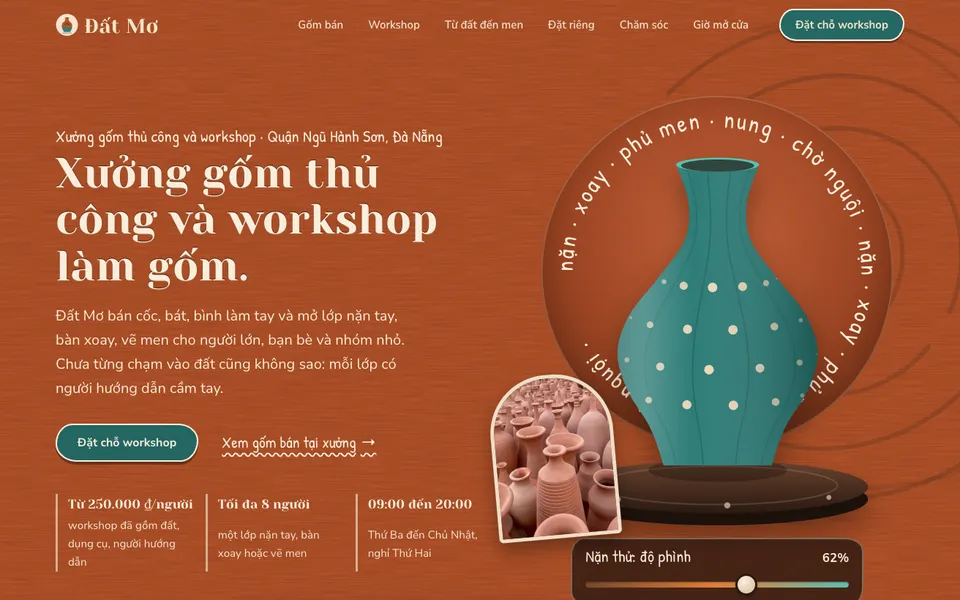 Đất Mơ
Gốm bán
Workshop
Từ đất đến men
Đặt riêng
Chăm sóc
Giờ mở cửa
Đặt chỗ workshop
Xưởng gốm thủ công và workshop · Quận Ngũ Hành Sơn, Đà Nẵng
Xưởng gốm thủ
công và workshop
làm gốm.
Đất Mơ bán cốc, bát, bình làm tay và mở lớp nặn tay,
bàn xoay, vẽ men cho người lớn, bạn bè và nhóm nhỏ.
Chưa từng chạm vào đất cũng không sao: mỗi lớp có
người hướng dẫn cầm tay.
Đặt chỗ workshop
Xem gốm bán tại xưởng →
Từ 250.000 ₫/người
workshop đã gồm đất,
dụng cụ, người hướng
dẫn
Tối đa 8 người
một lớp nặn tay, bàn
xoay hoặc vẽ men
09:00 đến 20:00
Thứ Ba đến Chủ Nhật,
nghỉ Thứ Hai
nặn · xoay · phủ men · nung · chờ nguội · nặn · xoay · phủ
nguội ·
Nặn thử: độ phình
62%